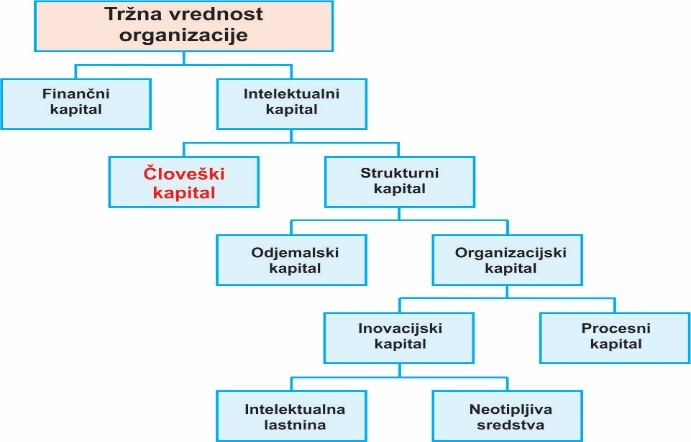 Tržna vrednost
organizacije
Finančni
kapital
Intelektualni
kapital
Človeški
kapital
Strukturni
kapital
Odjemalski
kapital
Organizacijski
kapital
Inovacijski
kapital
Procesni
kapital
Intelektualna
lastnina
Neotipljiva
sredstva